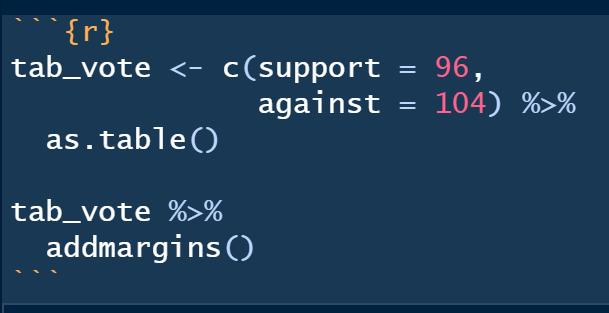 ```{r}
tab_vote <- c(support = 96,
              against = 104) %>%
  as.table()

tab_vote %>%
  addmargins()
```